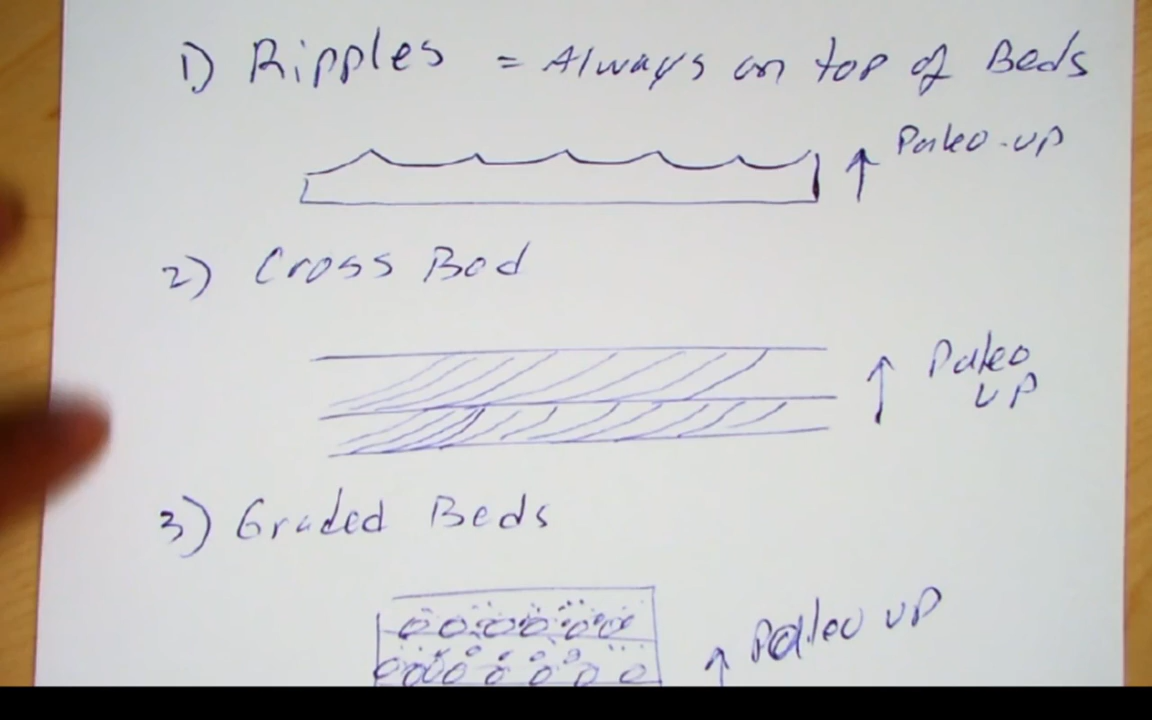 1) Ripples = Always on top of Beds
Paleo-up
2) Cross Bed
Paleo
up
3) Graded Beds
Paleo up